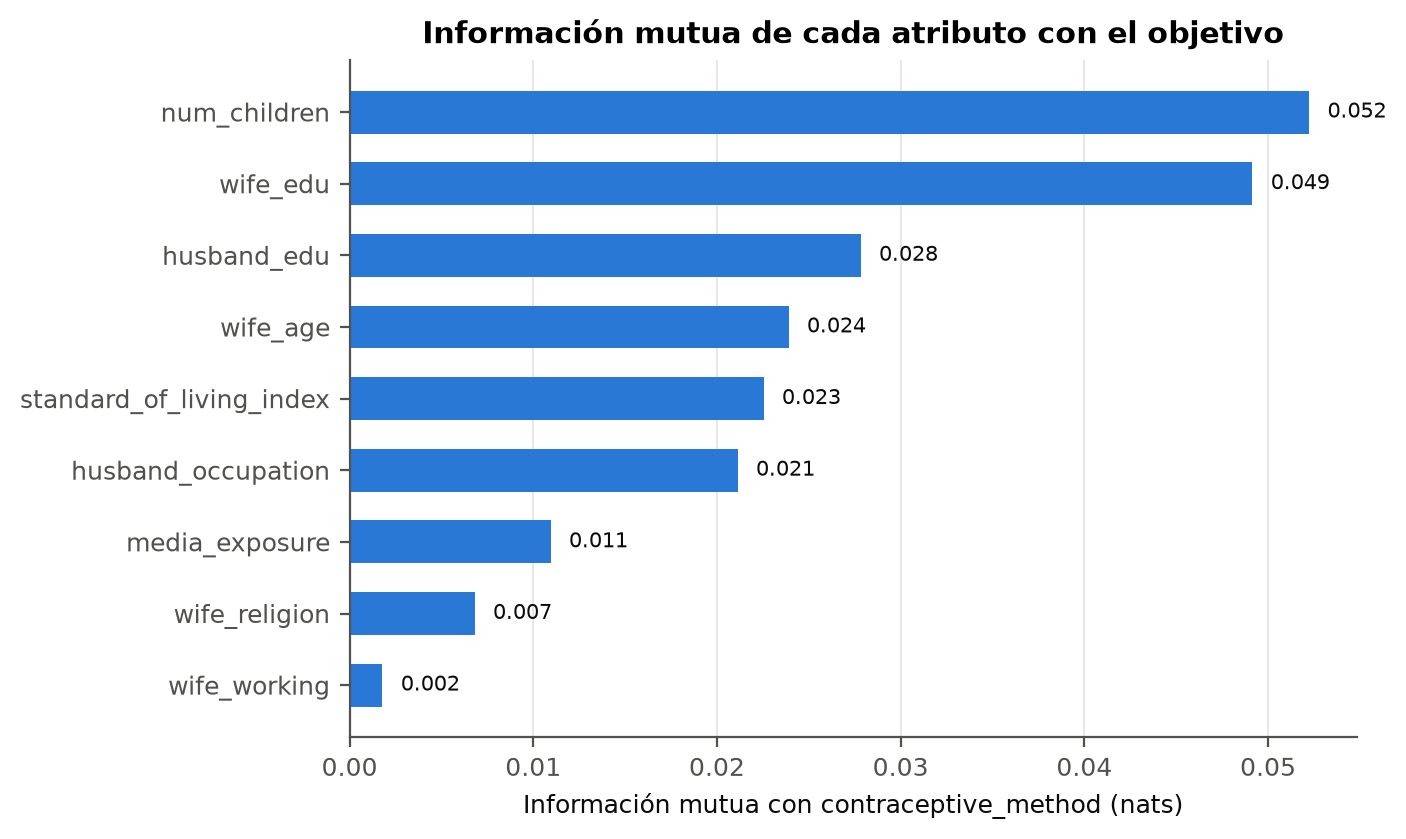 Información mutua de cada atributo con el objetivo
num_children 0.052
wife_edu 0.049
husband_edu 0.028
wife_age 0.024
standard_of_living_index 0.023
husband_occupation 0.021
media_exposure 0.011
wife_religion 0.007
wife_working 0.002
0.00 0.01 0.02 0.03 0.04 0.05
Información mutua con contraceptive_method (nats)